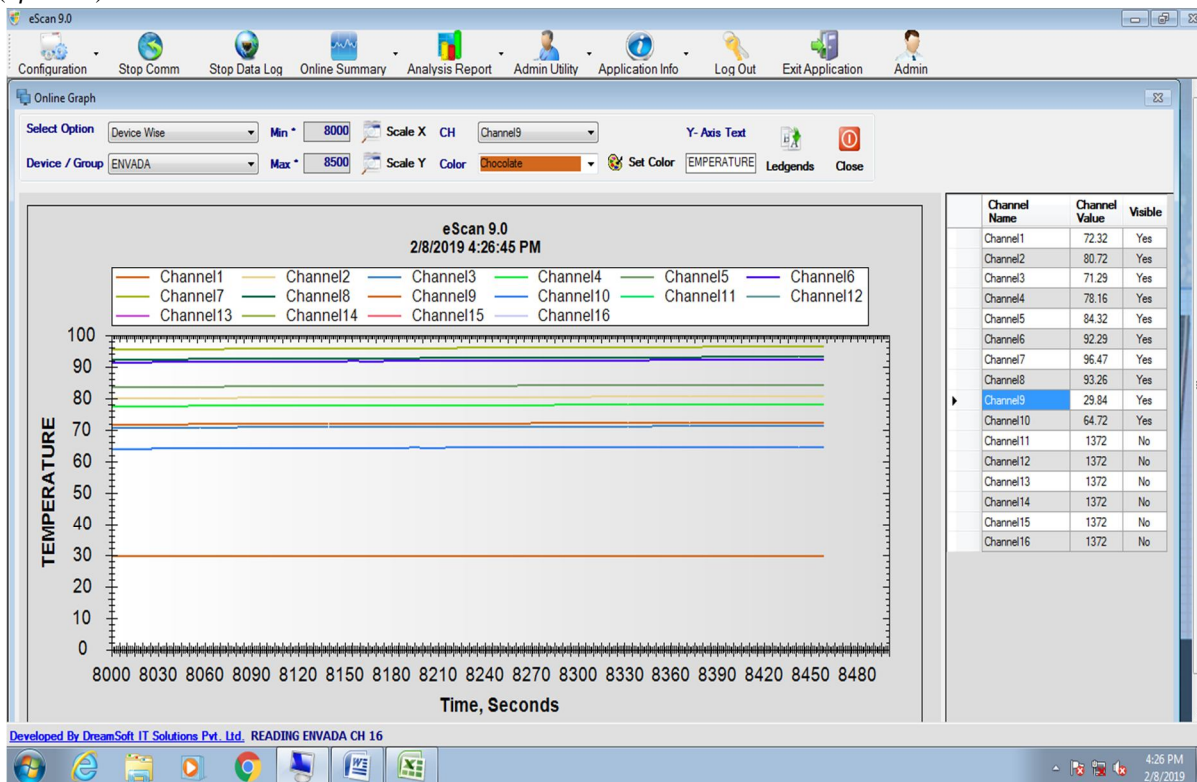 eScan 9.0
Configuration Stop Comm Stop Data Log Online Summary Analysis Report Admin Utility Application Info Log Out Exit Application Admin
Online Graph
Select Option Device Wise Min * 8000 Scale X CH Channel9 Y- Axis Text
Device / Group ENVADA Max * 8500 Scale Y Color Chocolate Set Color EMPERATURE Ledgends Close
eScan 9.0
2/8/2019 4:26:45 PM
Channel1 Channel2 Channel3 Channel4 Channel5 Channel6
Channel7 Channel8 Channel9 Channel10 Channel11 Channel12
Channel13 Channel14 Channel15 Channel16
100
90
80
70
60
50
40
30
20
10
0
TEMPERATURE
8000 8030 8060 8090 8120 8150 8180 8210 8240 8270 8300 8330 8360 8390 8420 8450 8480
Time, Seconds
Channel Name Channel Value Visible
Channel1 72.32 Yes
Channel2 80.72 Yes
Channel3 71.29 Yes
Channel4 78.16 Yes
Channel5 84.32 Yes
Channel6 92.29 Yes
Channel7 96.47 Yes
Channel8 93.26 Yes
Channel9 29.84 Yes
Channel10 64.72 Yes
Channel11 1372 No
Channel12 1372 No
Channel13 1372 No
Channel14 1372 No
Channel15 1372 No
Channel16 1372 No
Developed By DreamSoft IT Solutions Pvt. Ltd. READING ENVADA CH 16
4:26 PM
2/8/2019